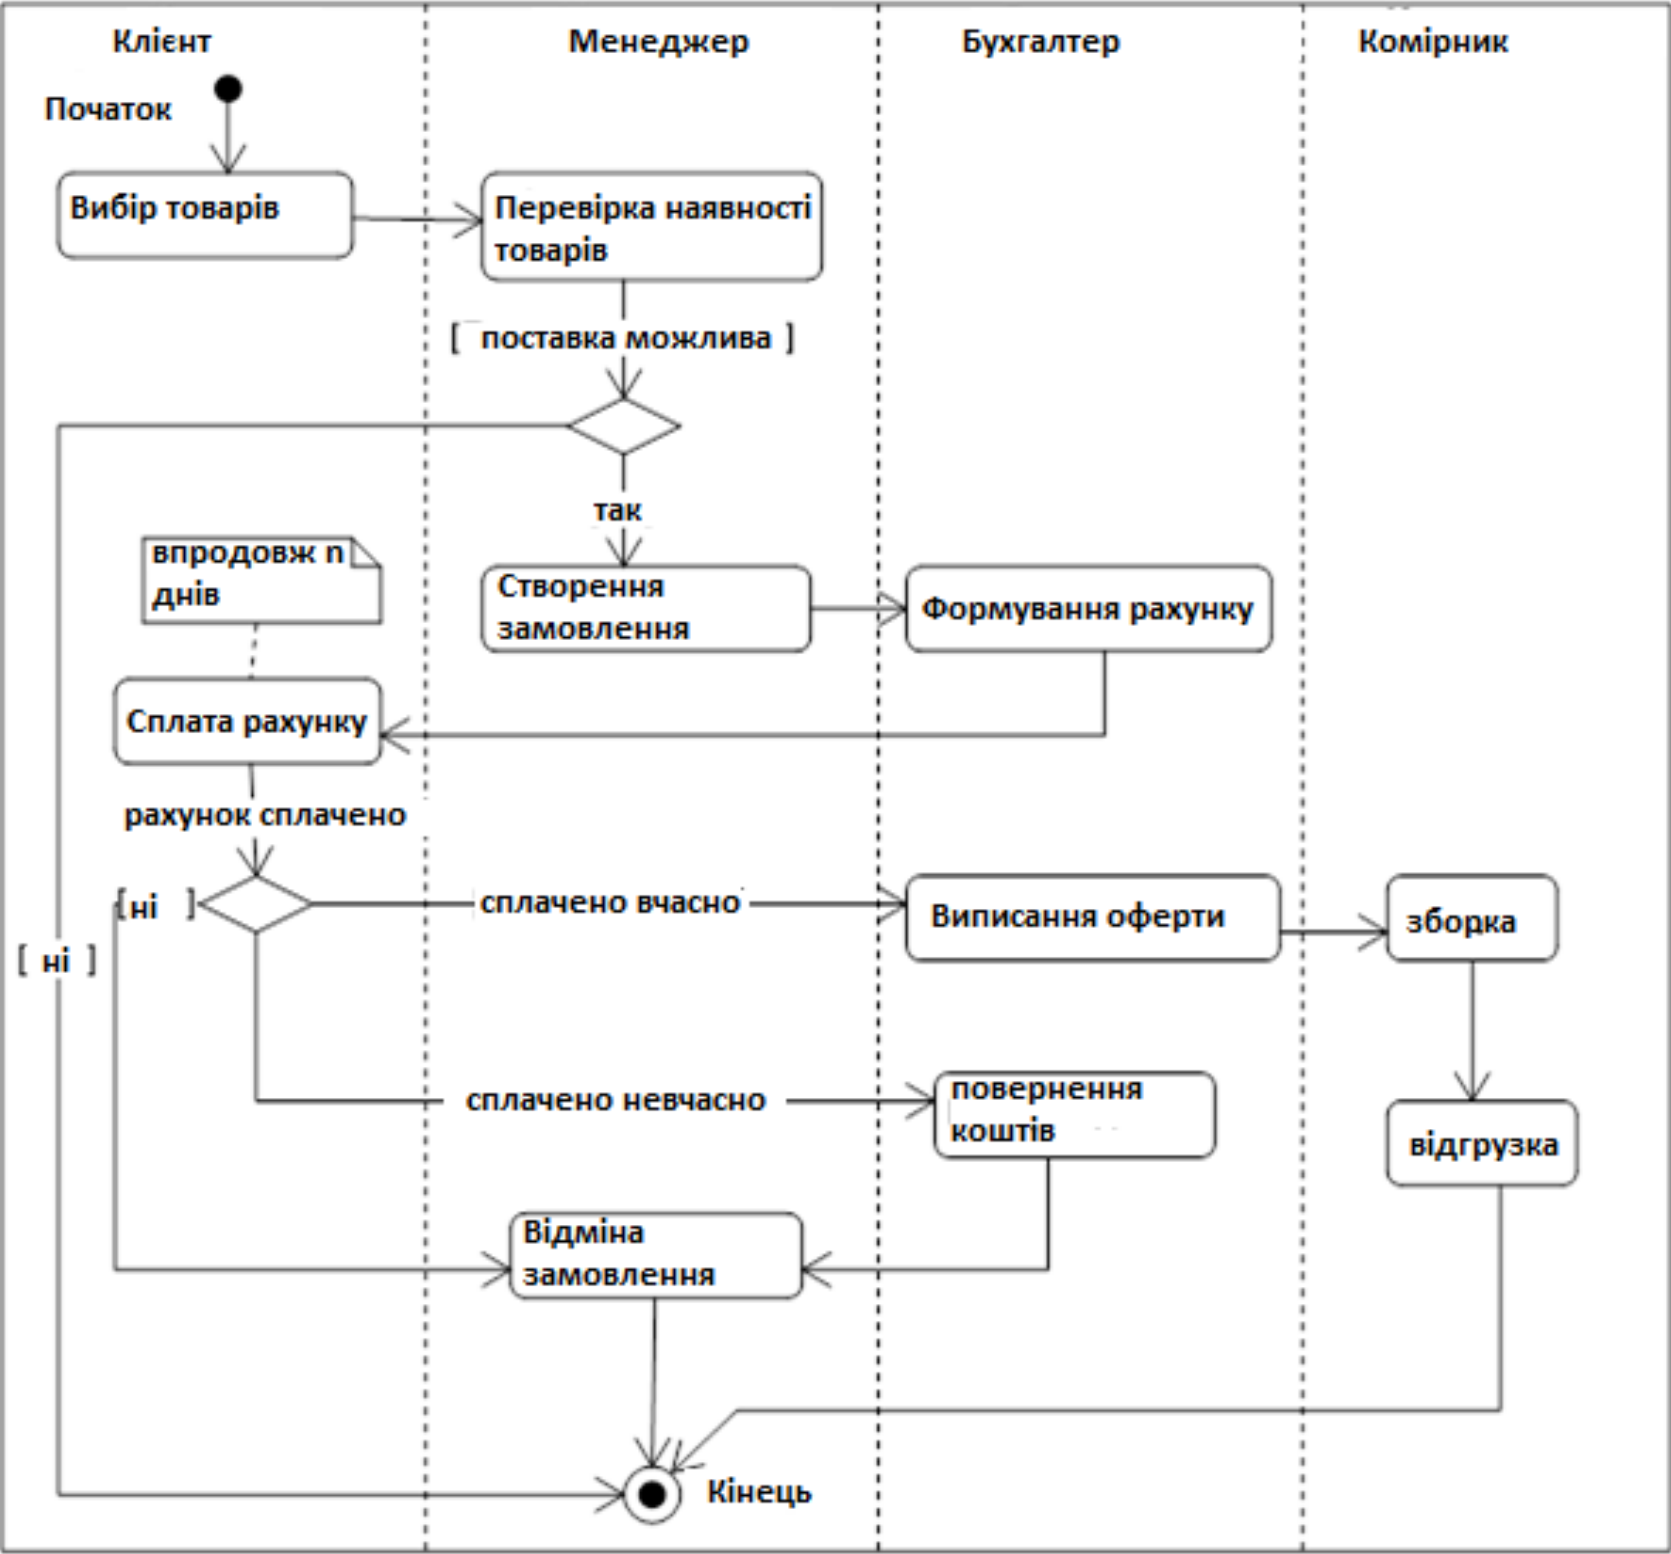 Клієнт
Менеджер
Бухгалтер
Комірник
Початок
Вибір товарів
Перевірка наявності
товарів
[ поставка можлива ]
так
впродовж n
днів
Створення
замовлення
Формування рахунку
Сплата рахунку
рахунок сплачено
[ні ]
сплачено вчасно
Виписання оферти
зборка
[ ні ]
сплачено невчасно
повернення
коштів
відгрузка
Відміна
замовлення
Кінець